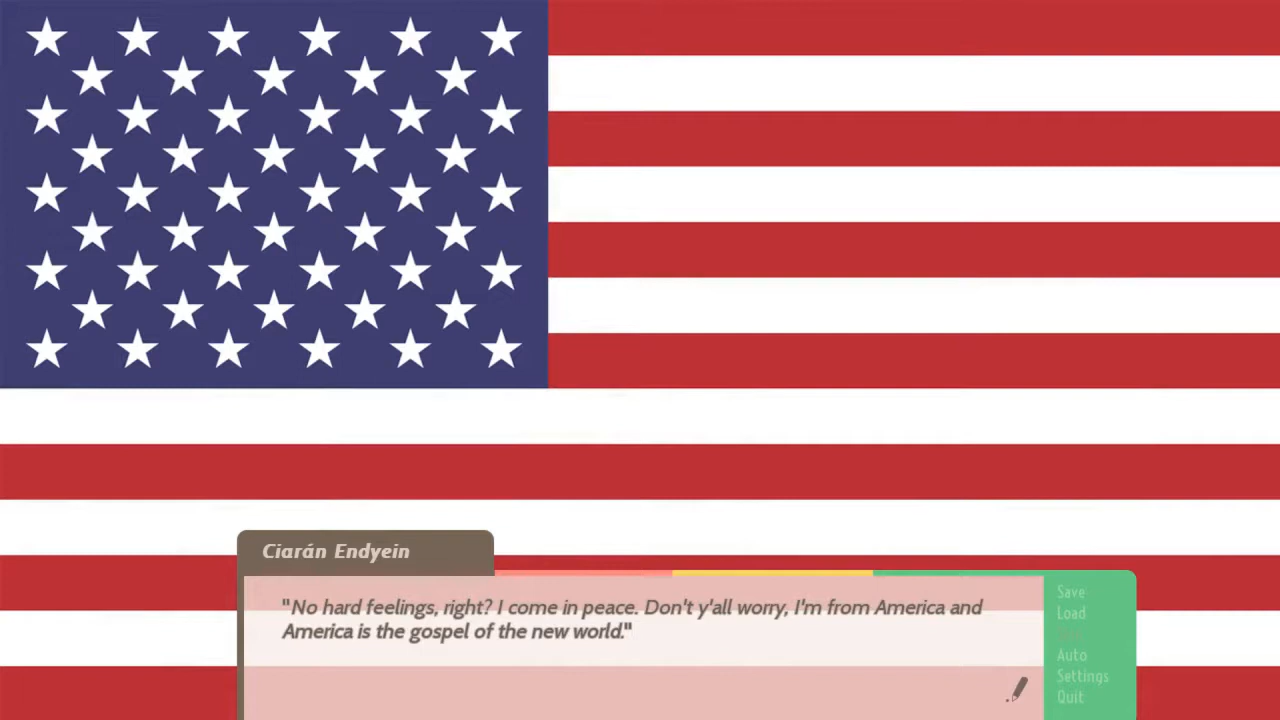 Ciarán Endyein
"No hard feelings, right? I come in peace. Don't y'all worry, I'm from America and
America is the gospel of the new world."
Save
Load
Auto
Settings
Quit